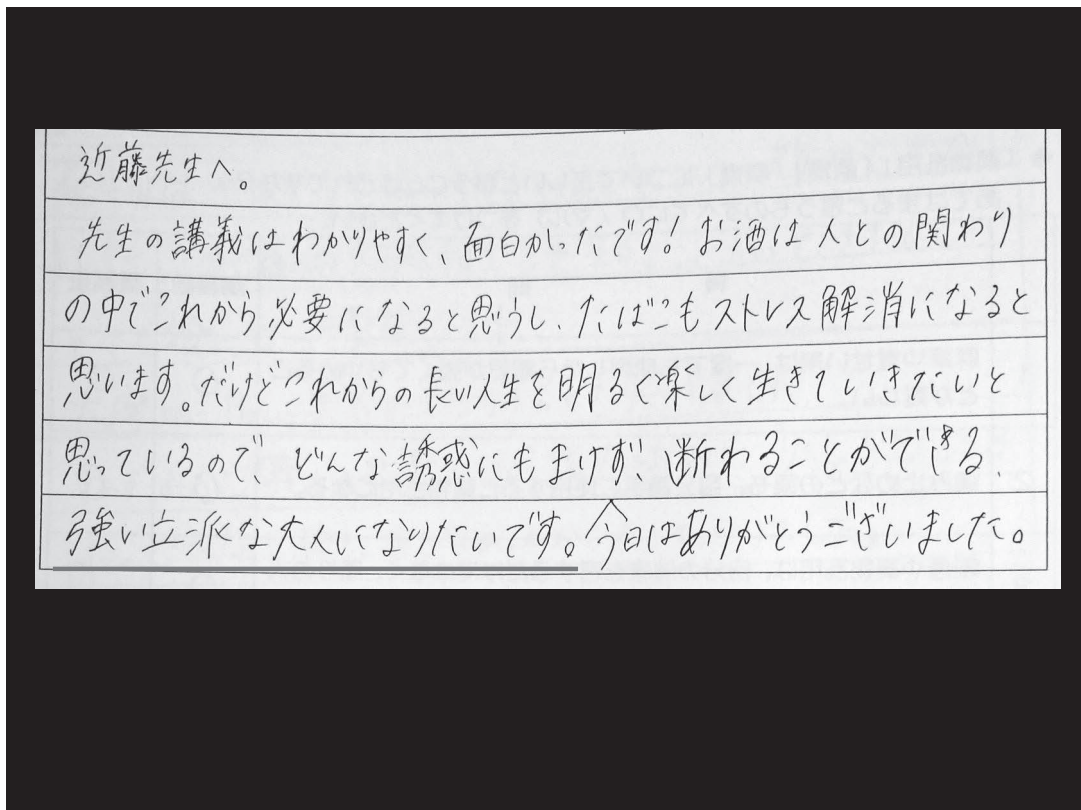 近藤先生へ。
先生の講義はわかりやすく、面白かったです!お酒は人との関わり
の中でこれから必要になると思うし、たばこもストレス解消になると
思います。だけどこれからの長い人生を明るく楽しく生きていきたいと
思っているので、どんな誘惑にもまけず、断わることができる、
強い立派な大人になりたいです。今日はありがとうございました。